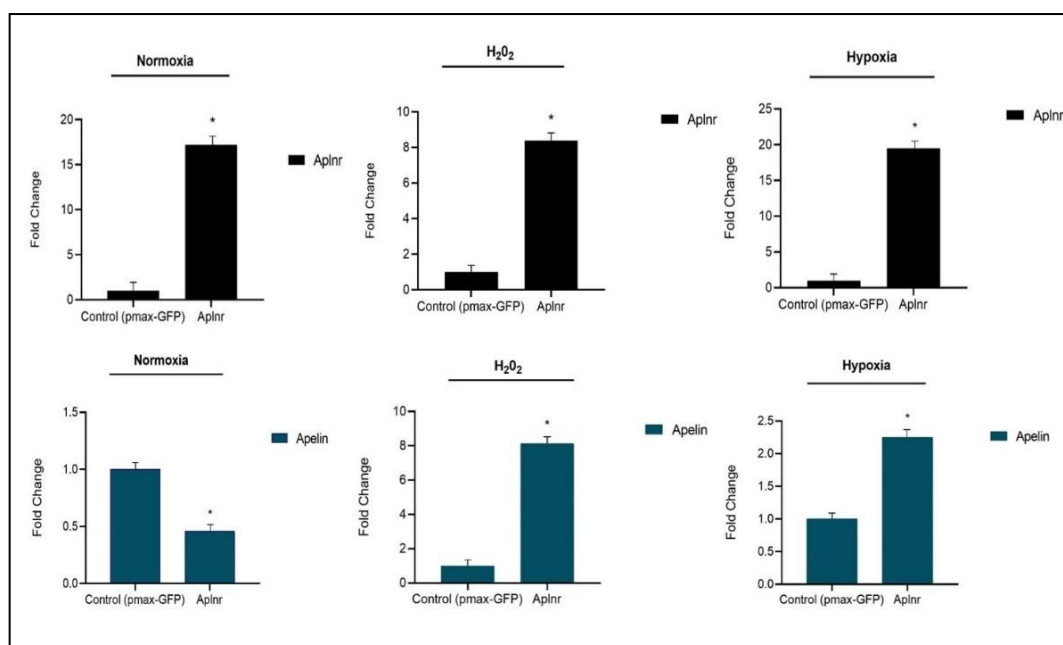 Normoxia
20
15
10
5
0
Fold Change
*
Control (pmax-GFP) Aplnr
Aplnr
H₂0₂
10
8
6
4
2
0
Fold Change
*
Control (pmax-GFP) Aplnr
Aplnr
Hypoxia
25
20
15
10
5
0
Fold Change
*
Control (pmax-GFP) Aplnr
Aplnr
Normoxia
1.5
1.0
0.5
0.0
Fold Change
*
Control (pmax-GFP) Aplnr
Apelin
H₂0₂
10
8
6
4
2
0
Fold Change
*
Control (pmax-GFP) Aplnr
Apelin
Hypoxia
2.5
2.0
1.5
1.0
0.5
0.0
Fold Change
*
Control (pmax-GFP) Aplnr
Apelin